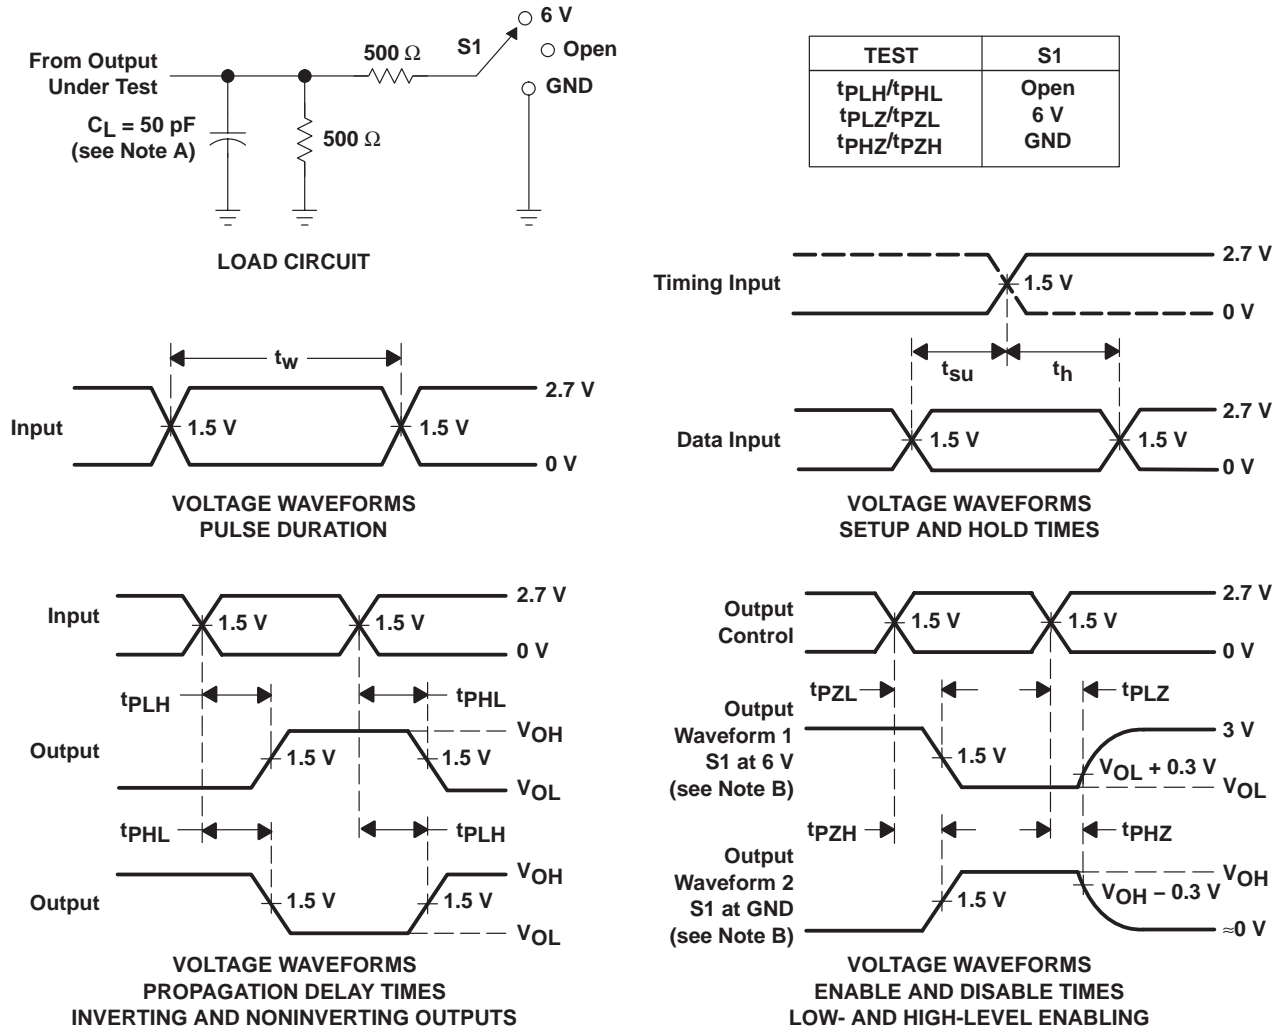 From Output
Under Test
CL = 50 pF
(see Note A)
500 Ω
500 Ω
S1
6 V
Open
GND
LOAD CIRCUIT
TEST S1
tPLH/tPHL Open
tPLZ/tPZL 6 V
tPHZ/tPZH GND
Timing Input
1.5 V
2.7 V
0 V
tsu
th
Data Input
1.5 V
1.5 V
2.7 V
0 V
VOLTAGE WAVEFORMS
SETUP AND HOLD TIMES
tw
Input
1.5 V
1.5 V
2.7 V
0 V
VOLTAGE WAVEFORMS
PULSE DURATION
Input
1.5 V
1.5 V
2.7 V
0 V
tPLH
tPHL
Output
1.5 V
1.5 V
VOH
VOL
tPHL
tPLH
Output
1.5 V
1.5 V
VOH
VOL
VOLTAGE WAVEFORMS
PROPAGATION DELAY TIMES
INVERTING AND NONINVERTING OUTPUTS
Output
Control
1.5 V
1.5 V
2.7 V
0 V
tPZL
tPLZ
Output
Waveform 1
S1 at 6 V
(see Note B)
1.5 V
3 V
VOL + 0.3 V
VOL
tPZH
tPHZ
Output
Waveform 2
S1 at GND
(see Note B)
1.5 V
VOH
VOH − 0.3 V
≈0 V
VOLTAGE WAVEFORMS
ENABLE AND DISABLE TIMES
LOW- AND HIGH-LEVEL ENABLING